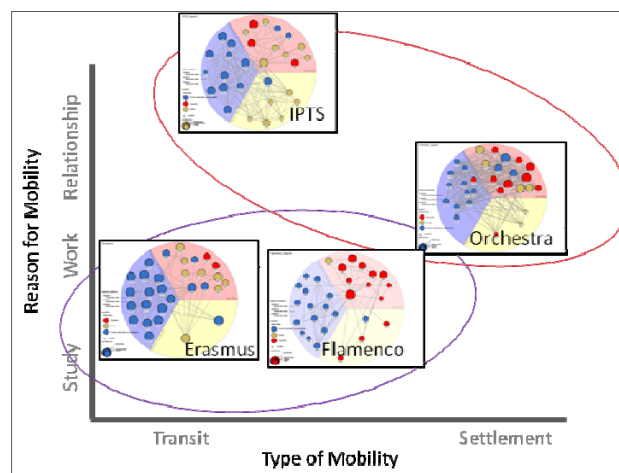 IPTS
Orchestra
Erasmus
Flamenco
Reason for Mobility
Relationship
Work
Study
Transit
Settlement
Type of Mobility